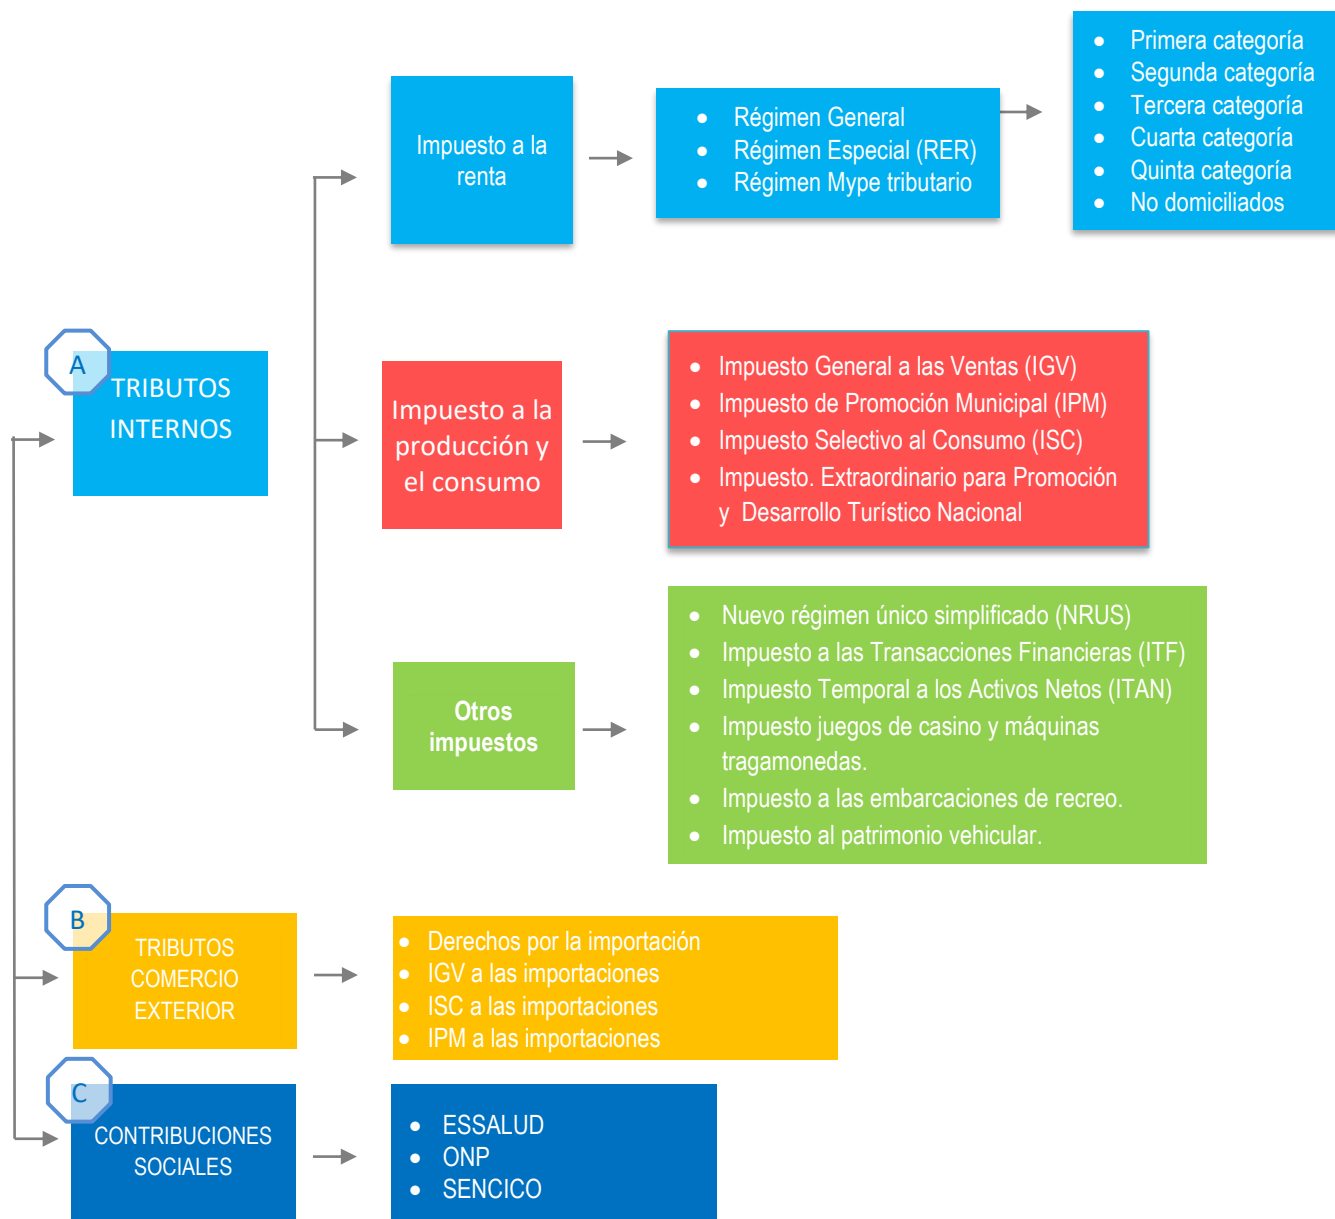 A
TRIBUTOS
INTERNOS
Impuesto a la
renta
• Régimen General
• Régimen Especial (RER)
• Régimen Mype tributario
• Primera categoría
• Segunda categoría
• Tercera categoría
• Cuarta categoría
• Quinta categoría
• No domiciliados
Impuesto a la
producción y
el consumo
• Impuesto General a las Ventas (IGV)
• Impuesto de Promoción Municipal (IPM)
• Impuesto Selectivo al Consumo (ISC)
• Impuesto. Extraordinario para Promoción
y Desarrollo Turístico Nacional
Otros
impuestos
• Nuevo régimen único simplificado (NRUS)
• Impuesto a las Transacciones Financieras (ITF)
• Impuesto Temporal a los Activos Netos (ITAN)
• Impuesto juegos de casino y máquinas
tragamonedas.
• Impuesto a las embarcaciones de recreo.
• Impuesto al patrimonio vehicular.
B
TRIBUTOS
COMERCIO
EXTERIOR
• Derechos por la importación
• IGV a las importaciones
• ISC a las importaciones
• IPM a las importaciones
C
CONTRIBUCIONES
SOCIALES
• ESSALUD
• ONP
• SENCICO